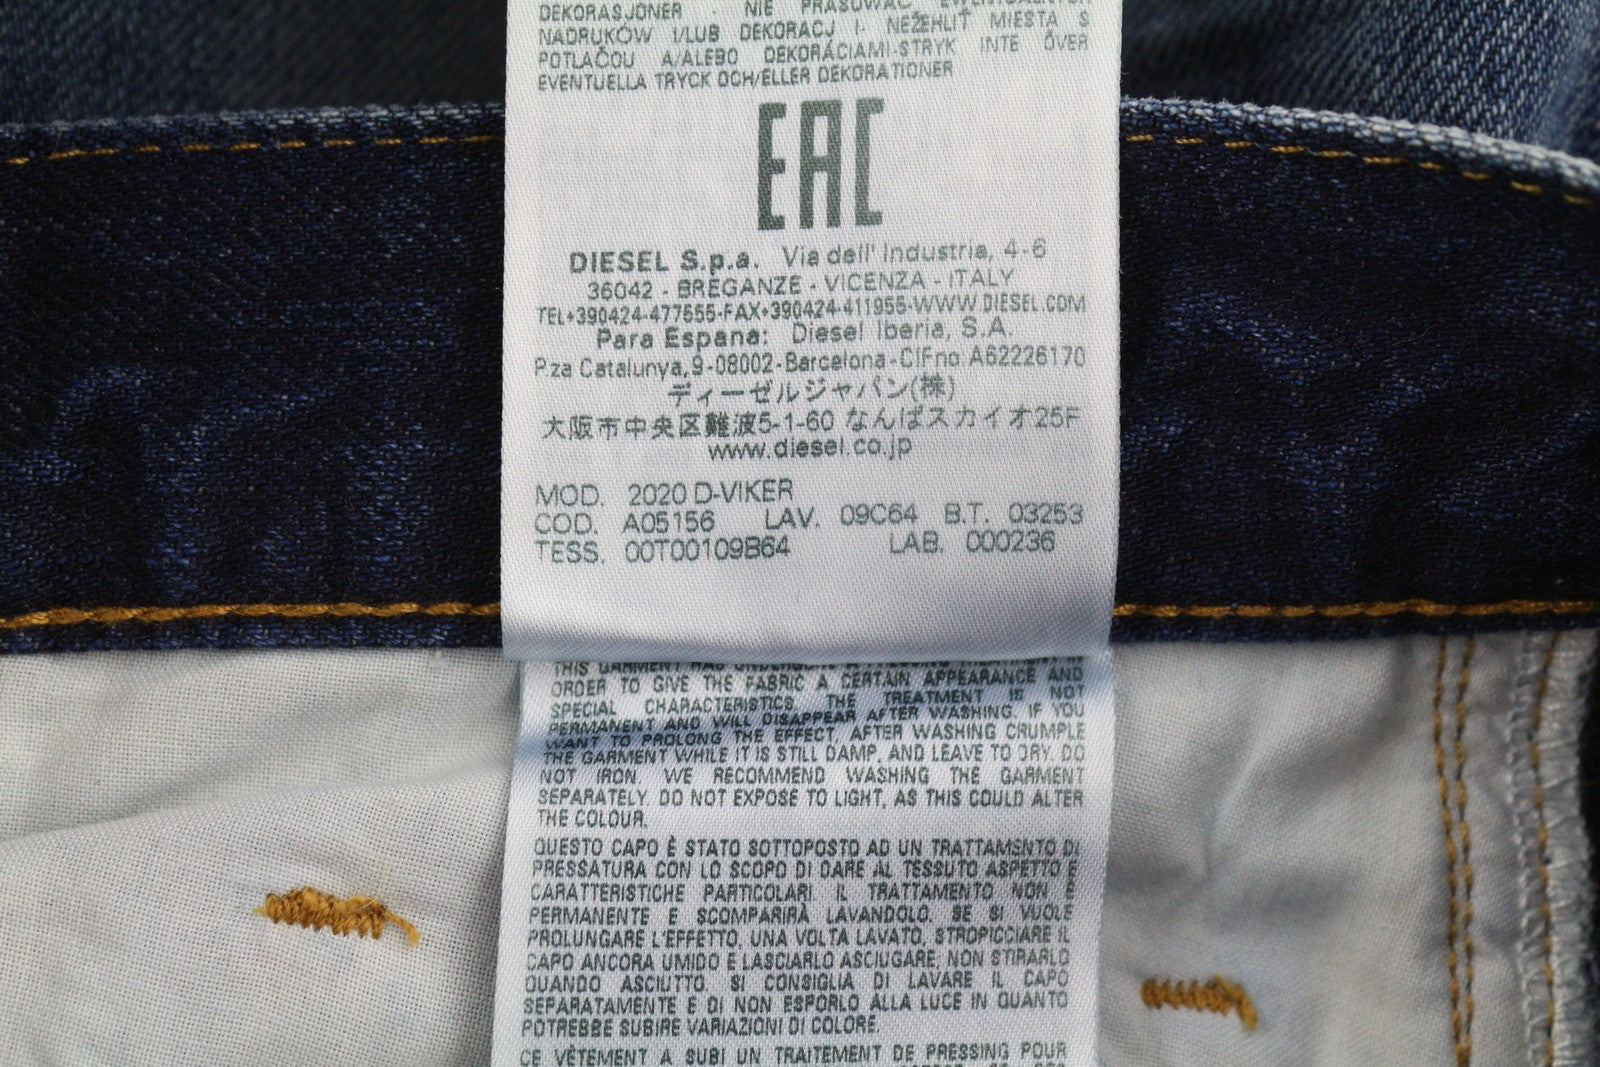 DEKORASJONER - NIE PRASOWAĆ EWENTUALNYCH
NADRUKÓW I/LUB DEKORACJ I- NEŽEHLIŤ MIESTA S
POTLAČOU A/ALEBO DEKORÁCIAMI-STRYK INTE ÖVER
EVENTUELLA TRYCK OCH/ELLER DEKORATIONER
EAC
DIESEL S.p.a. Via dell' Industria, 4-6
36042 - BREGANZE - VICENZA - ITALY
TEL+390424-477555-FAX+390424-411955-WWW.DIESEL.COM
Para Espana: Diesel Iberia, S.A.
P.za Catalunya, 9-08002-Barcelona-CIFno A62226170
ディーゼルジャパン(株)
大阪市中央区難波5-1-60 なんばスカイオ25F
www.diesel.co.jp
MOD. 2020 D-VIKER
COD. A05156 LAV. 09C64 B.T. 03253
TESS. 00T00109B64 LAB. 000236
THIS GARMENT HAS
ORDER TO GIVE THE FABRIC A CERTAIN APPEARANCE AND
SPECIAL CHARACTERISTICS. THE TREATMENT IS NOT
PERMANENT AND WILL DISAPPEAR AFTER WASHING. IF YOU
WANT TO PROLONG THE EFFECT, AFTER WASHING CRUMPLE
THE GARMENT WHILE IT IS STILL DAMP, AND LEAVE TO DRY. DO
NOT IRON. WE RECOMMEND WASHING THE GARMENT
SEPARATELY. DO NOT EXPOSE TO LIGHT, AS THIS COULD ALTER
THE COLOUR.
QUESTO CAPO È STATO SOTTOPOSTO AD UN TRATTAMENTO DI
PRESSATURA CON LO SCOPO DI DARE AL TESSUTO ASPETTO E
CARATTERISTICHE PARTICOLARI. IL TRATTAMENTO NON È
PERMANENTE E SCOMPARIRÀ LAVANDOLO. SE SI VUOLE
PROLUNGARE L'EFFETTO, UNA VOLTA LAVATO, STROPICCIARE IL
CAPO ANCORA UMIDO E LASCIARLO ASCIUGARE; NON STIRARLO
QUANDO ASCIUTTO. SI CONSIGLIA DI LAVARE IL CAPO
SEPARATAMENTE E DI NON ESPORLO ALLA LUCE IN QUANTO
POTREBBE SUBIRE VARIAZIONI DI COLORE.
CE VÊTEMENT A SUBI UN TRAITEMENT DE PRESSING POUR